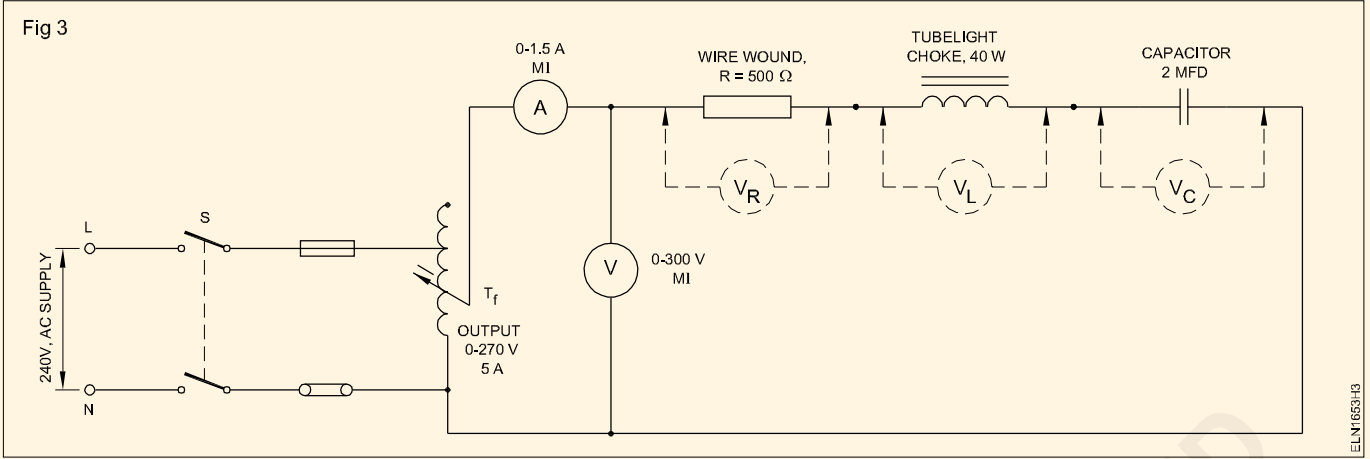 Fig 3
0-1.5 A
MI
A
WIRE WOUND,
R = 500 Ω
TUBELIGHT
CHOKE, 40 W
CAPACITOR
2 MFD
VR
VL
VC
L
S
240V, AC SUPPLY
N
Tf
OUTPUT
0-270 V
5 A
V
0-300 V
MI
ELN1653H3
D